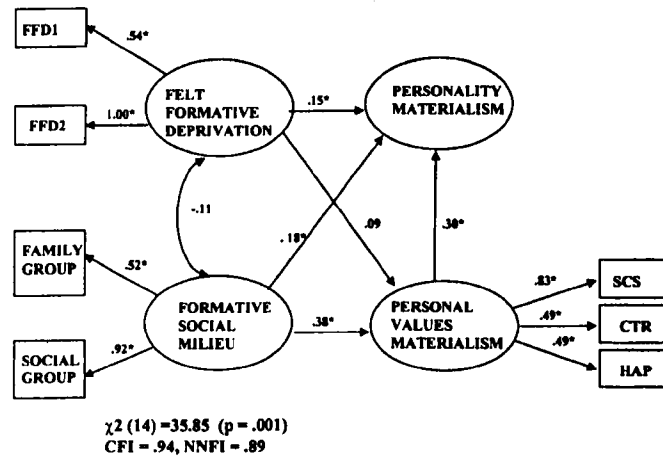 FFD1
.54*
FELT
FORMATIVE
DEPRIVATION
PERSONALITY
MATERIALISM
.15*
FFD2
1.00*
-.11
.18*
.09
.30*
FAMILY
GROUP
.52*
FORMATIVE
SOCIAL
MILIEU
.38*
PERSONAL
VALUES
MATERIALISM
.83*
SCS
.49*
CTR
.49*
HAP
SOCIAL
GROUP
.92*
χ2 (14) =35.85 (p = .001)
CFI = .94, NNFI = .89